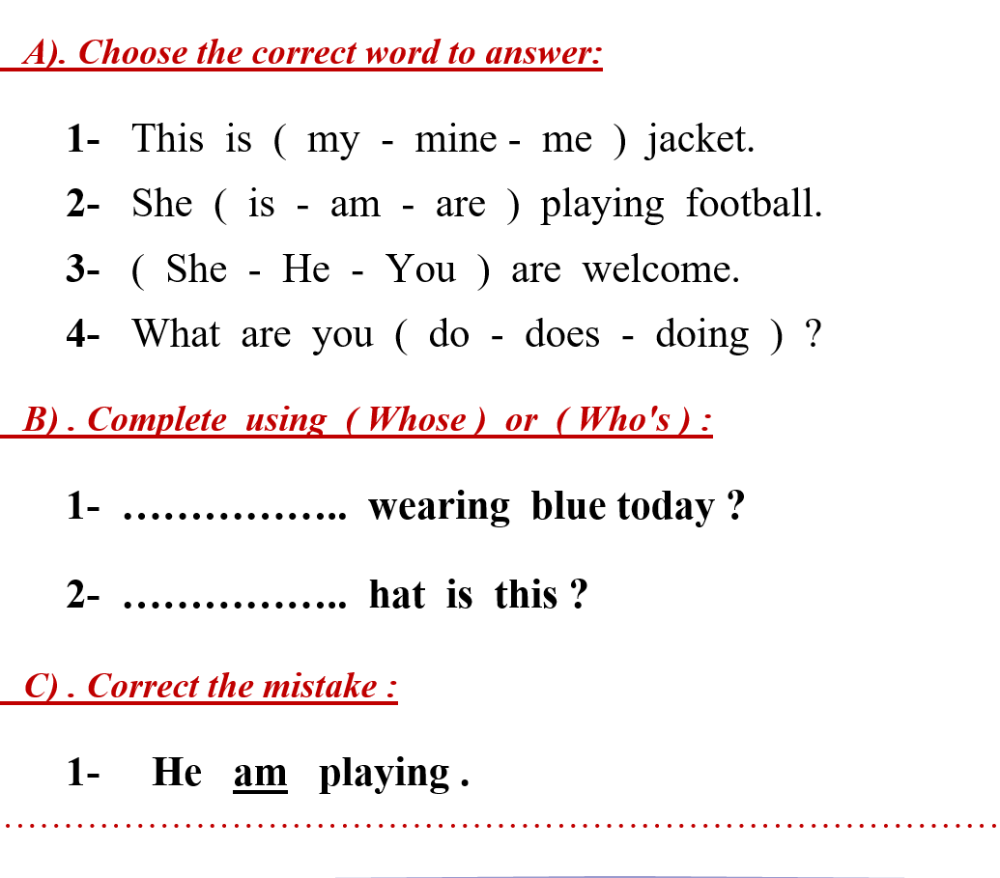 A). Choose the correct word to answer:
1- This is ( my - mine - me ) jacket.
2- She ( is - am - are ) playing football.
3- ( She - He - You ) are welcome.
4- What are you ( do - does - doing ) ?
B) . Complete using ( Whose ) or ( Who's ) :
1- ……………….. wearing blue today ?
2- ……………….. hat is this ?
C) . Correct the mistake :
1- He am playing .